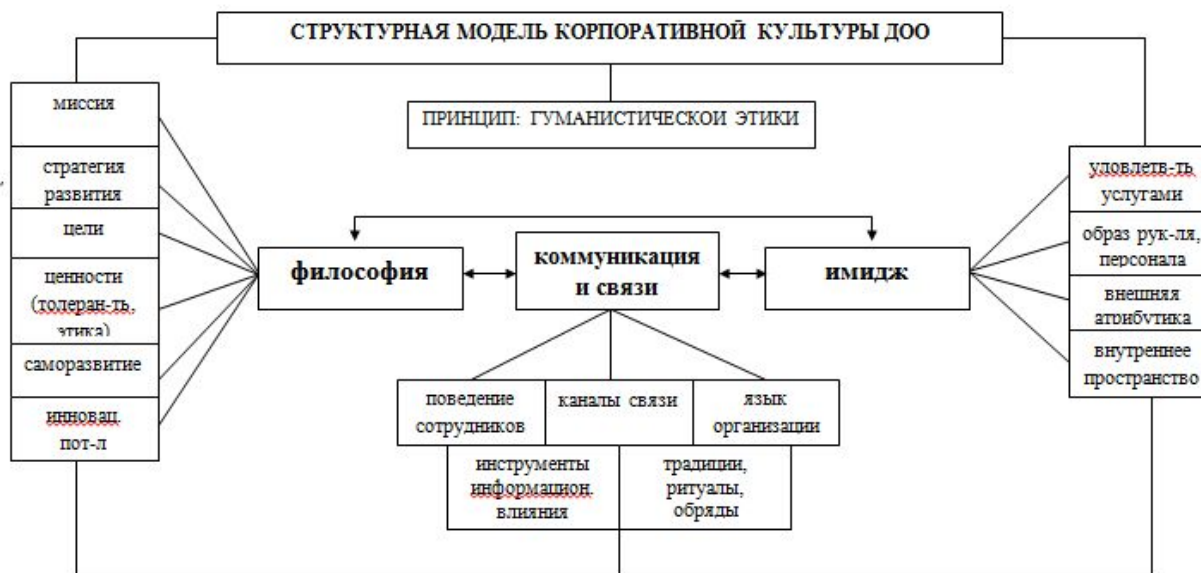 СТРУКТУРНАЯ МОДЕЛЬ КОРПОРАТИВНОЙ КУЛЬТУРЫ ДОО
ПРИНЦИП: ГУМАНИСТИЧЕСКОИ ЭТИКИ
миссия
стратегия
развития
цели
ценности
(толеран-ть,
этика)
саморазвитие
инновац.
пот-л
философия
коммуникация
и связи
имидж
удовлетв-ть
услугами
образ рук-ля,
персонала
внешняя
атрибутика
внутреннее
пространство
поведение
сотрудников
каналы связи
язык
организации
инструменты
информацион.
влияния
традиции,
ритуалы,
обряды